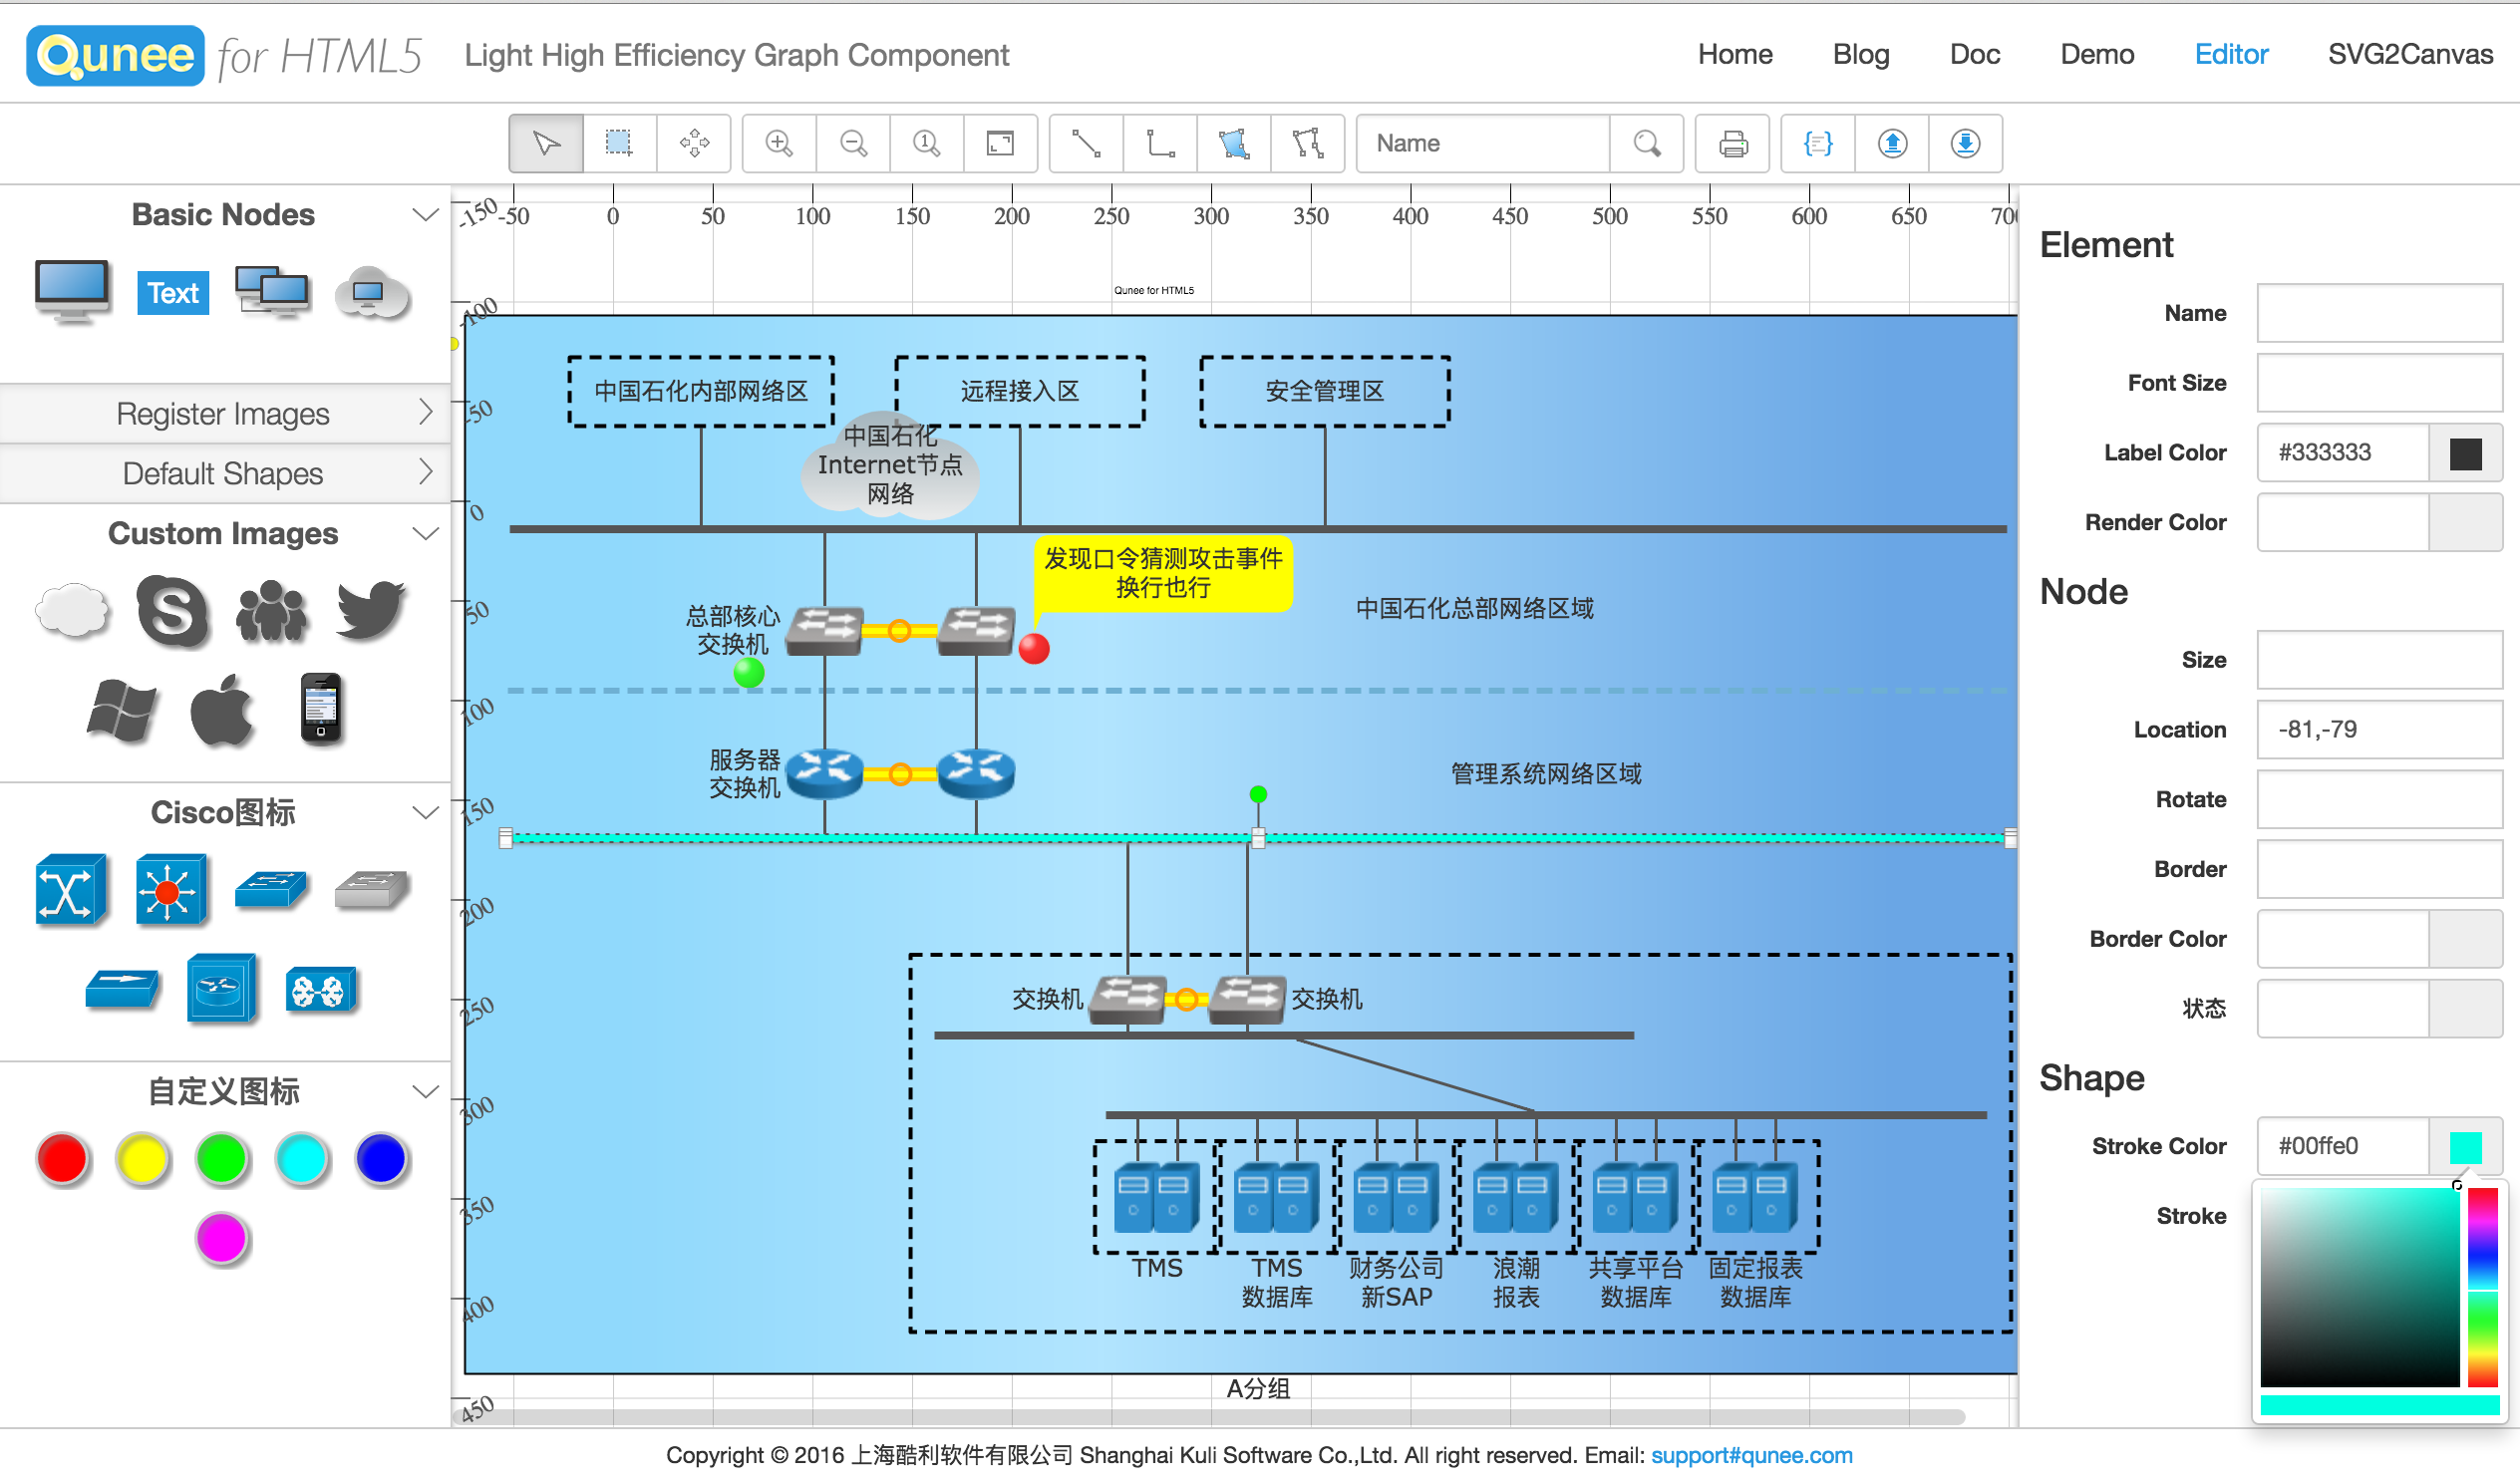 Qunee for HTML5
Light High Efficiency Graph Component
Home
Blog
Doc
Demo
Editor
SVG2Canvas
1
Name
Basic Nodes
Text
Register Images
Default Shapes
Custom Images
Cisco图标
自定义图标
-50
0
50
100
150
200
250
300
350
400
450
500
550
600
650
700
-150
-100
-50
0
50
100
150
200
250
300
350
400
450
Qunee for HTML5
中国石化内部网络区
远程接入区
安全管理区
中国石化
Internet节点
网络
发现口令猜测攻击事件
换行也行
总部核心
交换机
中国石化总部网络区域
服务器
交换机
管理系统网络区域
交换机
交换机
TMS
TMS
数据库
财务公司
新SAP
浪潮
报表
共享平台
数据库
固定报表
数据库
A分组
Element
Name
Font Size
Label Color
#333333
Render Color
Node
Size
Location
-81,-79
Rotate
Border
Border Color
状态
Shape
Stroke Color
#00ffe0
Stroke
Copyright © 2016 上海酷利软件有限公司 Shanghai Kuli Software Co.,Ltd. All right reserved. Email: support#qunee.com